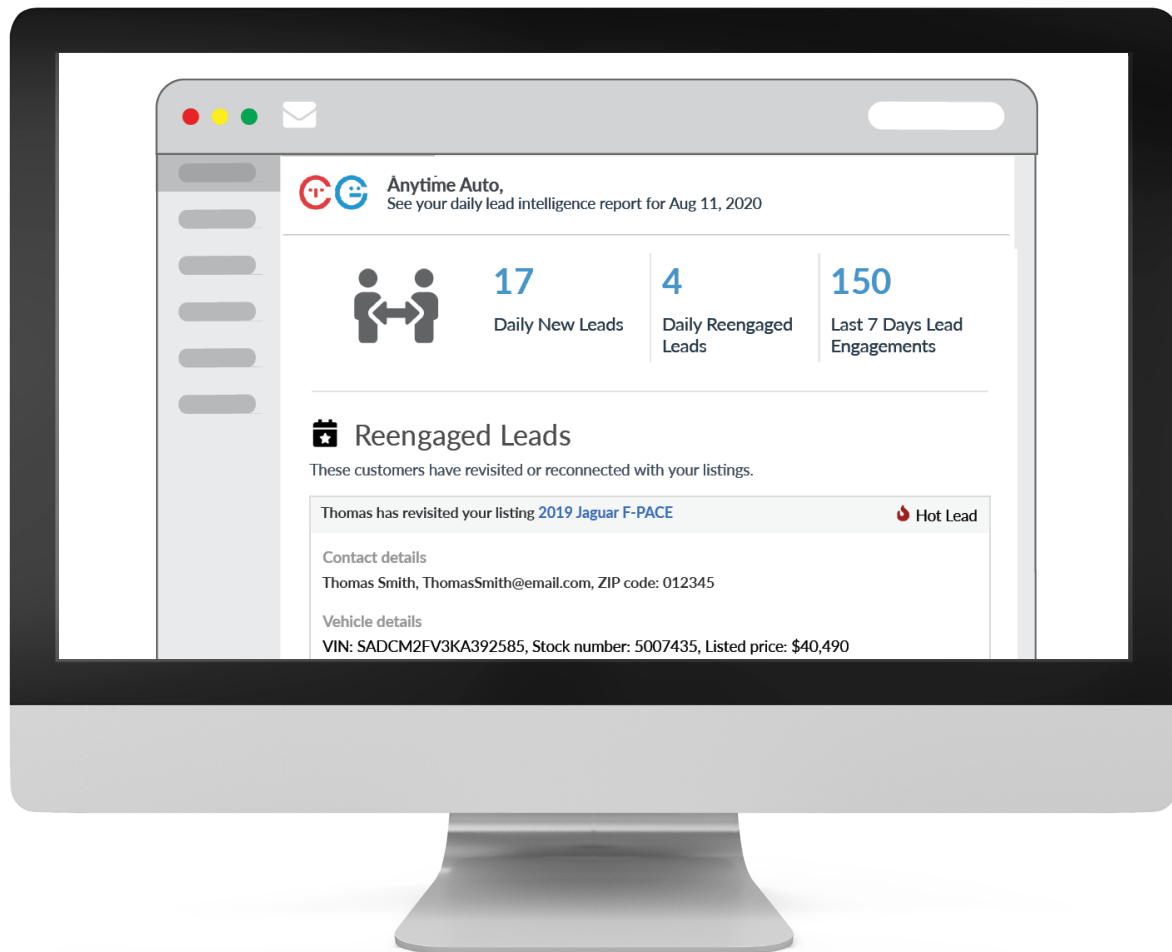 Anytime Auto,
See your daily lead intelligence report for Aug 11, 2020
17
Daily New Leads
4
Daily Reengaged
Leads
150
Last 7 Days Lead
Engagements
Reengaged Leads
These customers have revisited or reconnected with your listings.
Thomas has revisited your listing 2019 Jaguar F-PACE
Hot Lead
Contact details
Thomas Smith, ThomasSmith@email.com, ZIP code: 012345
Vehicle details
VIN: SADCM2FV3KA392585, Stock number: 5007435, Listed price: $40,490